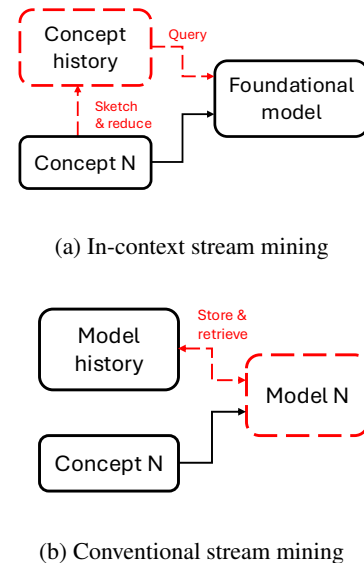 Concept
history
Query
Foundational
model
Sketch
& reduce
Concept N
(a) In-context stream mining
Model
history
Store &
retrieve
Model N
Concept N
(b) Conventional stream mining